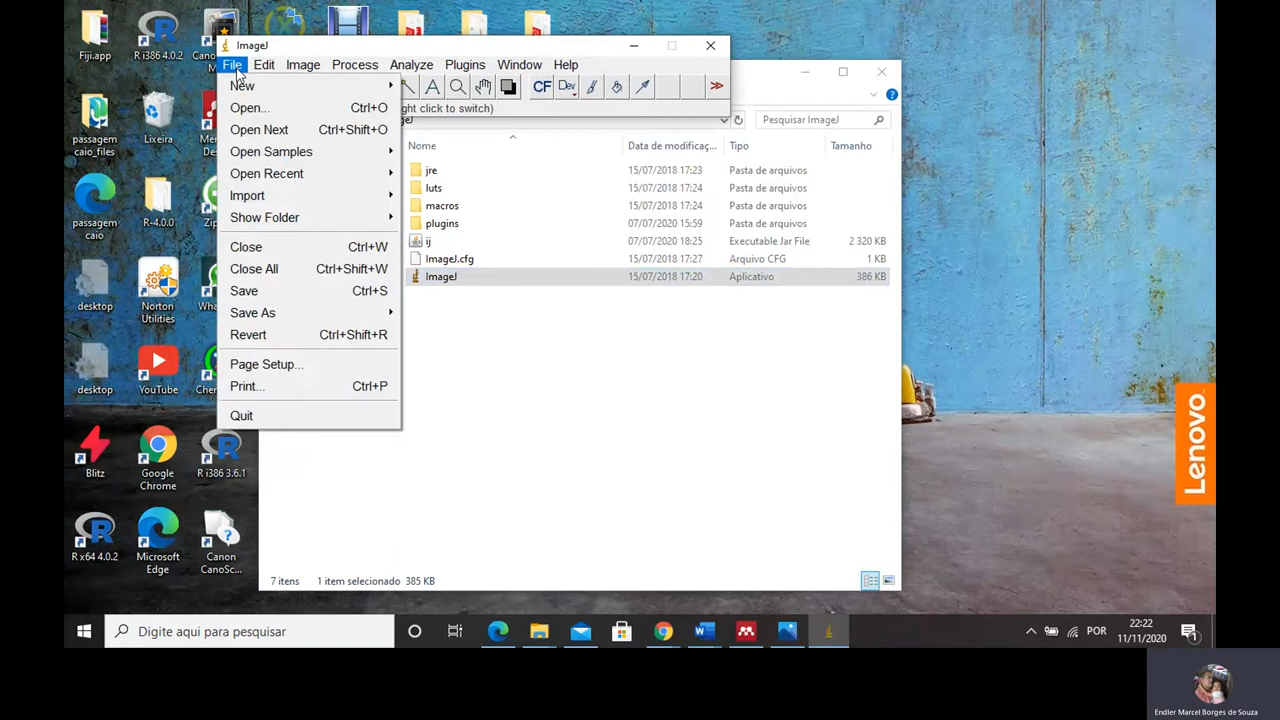 ImageJ
File Edit Image Process Analyze Plugins Window Help
CF Dev
ght click to switch)
New
Open... Ctrl+O
Open Next Ctrl+Shift+O
Open Samples
Open Recent
Import
Show Folder
Close Ctrl+W
Close All Ctrl+Shift+W
Save Ctrl+S
Save As
Revert Ctrl+Shift+R
Page Setup...
Print... Ctrl+P
Quit
Pesquisar ImageJ
Nome Data de modificaç... Tipo Tamanho
jre 15/07/2018 17:23 Pasta de arquivos
luts 15/07/2018 17:24 Pasta de arquivos
macros 15/07/2018 17:24 Pasta de arquivos
plugins 07/07/2020 15:59 Pasta de arquivos
ij 07/07/2020 18:25 Executable Jar File 2 320 KB
ImageJ.cfg 15/07/2018 17:27 Arquivo CFG 1 KB
ImageJ 15/07/2018 17:20 Aplicativo 386 KB
7 itens 1 item selecionado 385 KB
Fiji.app
R i386 4.0.2
passagem
caio_files
Lixeira
passagem
caio
R-4.0.0
desktop
Norton
Utilities
desktop
YouTube
Blitz
Google
Chrome
R i386 3.6.1
R x64 4.0.2
Microsoft
Edge
Canon
CanoSc...
Lenovo
Digite aqui para pesquisar
POR
22:22
11/11/2020
1
Endler Marcel Borges de Souza